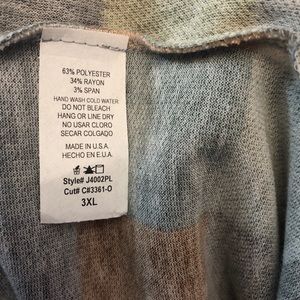 63% POLYESTER
34% RAYON
3% SPAN
HAND WASH COLD WATER
DO NOT BLEACH
HANG OR LINE DRY
NO USAR CLORO
SECAR COLGADO
MADE IN U.S.A.
HECHO EN E.U.A.
Style# J4002PL
Cut# C#3361-O
3XL